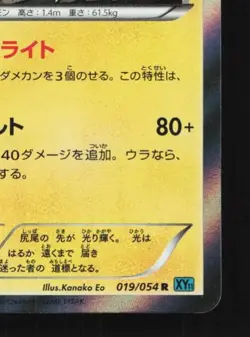 モン 高さ：1.4m 重さ：61.5kg
ライト
ダメカンを3個のせる。この特性は、
ルト 80+
40ダメージを追加。ウラなら、
する。
尻尾の 先が 光り輝く。 光は
はるか 遠くまで 届き
迷った者の 道標となる。
Illus.Kanako Eo 019/054 R XY11